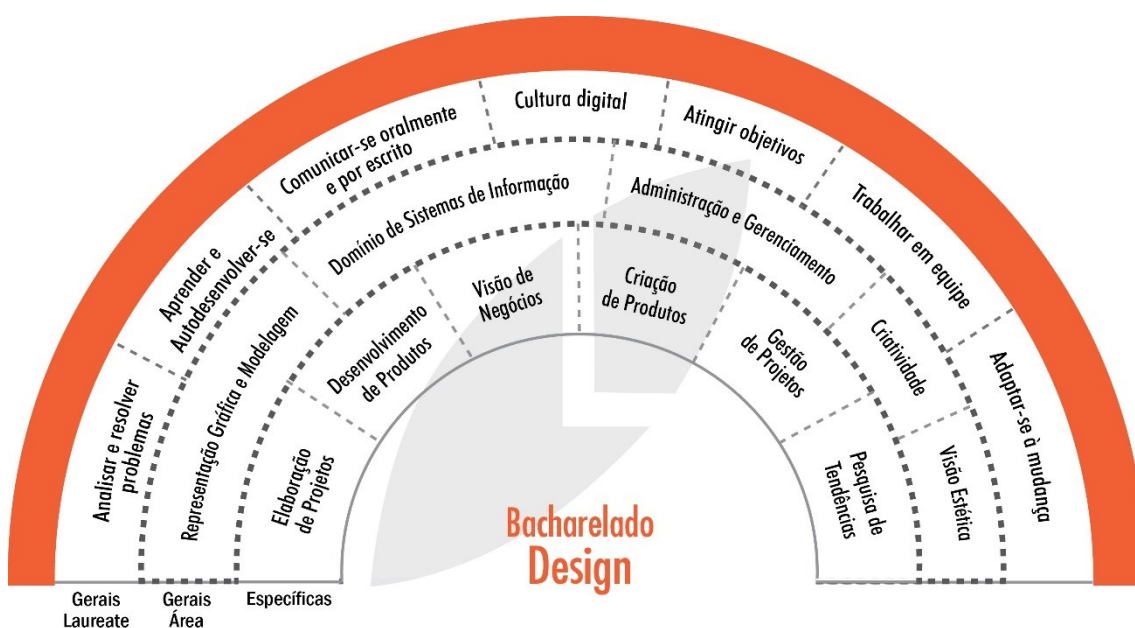 Analisar e resolver
problemas
Aprender e
Autodesenvolver-se
Comunicar-se oralmente
e por escrito
Cultura digital
Atingir objetivos
Trabalhar em equipe
Adaptar-se à mudança
Representação Gráfica e Modelagem
Domínio de Sistemas de Informação
Administração e Gerenciamento
Criatividade
Visão Estética
Elaboração
de Projetos
Desenvolvimento
de Produtos
Visão de
Negócios
Criação
de Produtos
Gestão
de Projetos
Pesquisa de
Tendências
Bacharelado
Design
Gerais
Laureate
Gerais
Área
Específicas